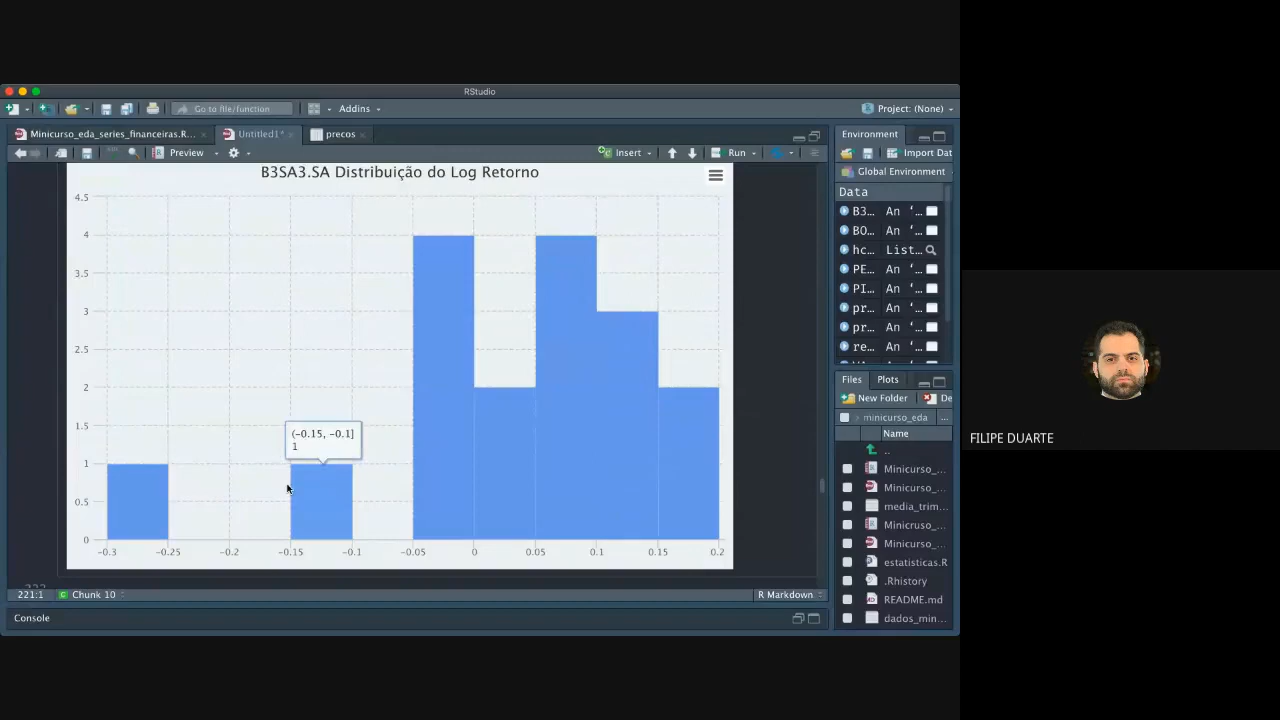 RStudio
Go to file/function
Addins
Project: (None)
Minicurso_eda_series_financeiras.R...
Untitled1*
precos
Preview
Insert
Run
B3SA3.SA Distribuição do Log Retorno
4.5
4
3.5
3
2.5
2
1.5
1
0.5
0
(-0.15, -0.1]
1
-0.3 -0.25 -0.2 -0.15 -0.1 -0.05 0 0.05 0.1 0.15 0.2
221:1
Chunk 10
R Markdown
Console
Environment
Import Dat
Global Environment
Data
B3... An ‘...
BO... An ‘...
hc... List...
PE... An ‘...
PI... An ‘...
pr... An ‘...
pr... An ‘...
re... An ‘...
Files
Plots
New Folder
De
minicurso_eda
...
Name
..
Minicurso_...
Minicurso_...
media_trim...
Minicruso_...
Minicurso_...
estatisticas.R
.Rhistory
README.md
dados_min...
FILIPE DUARTE